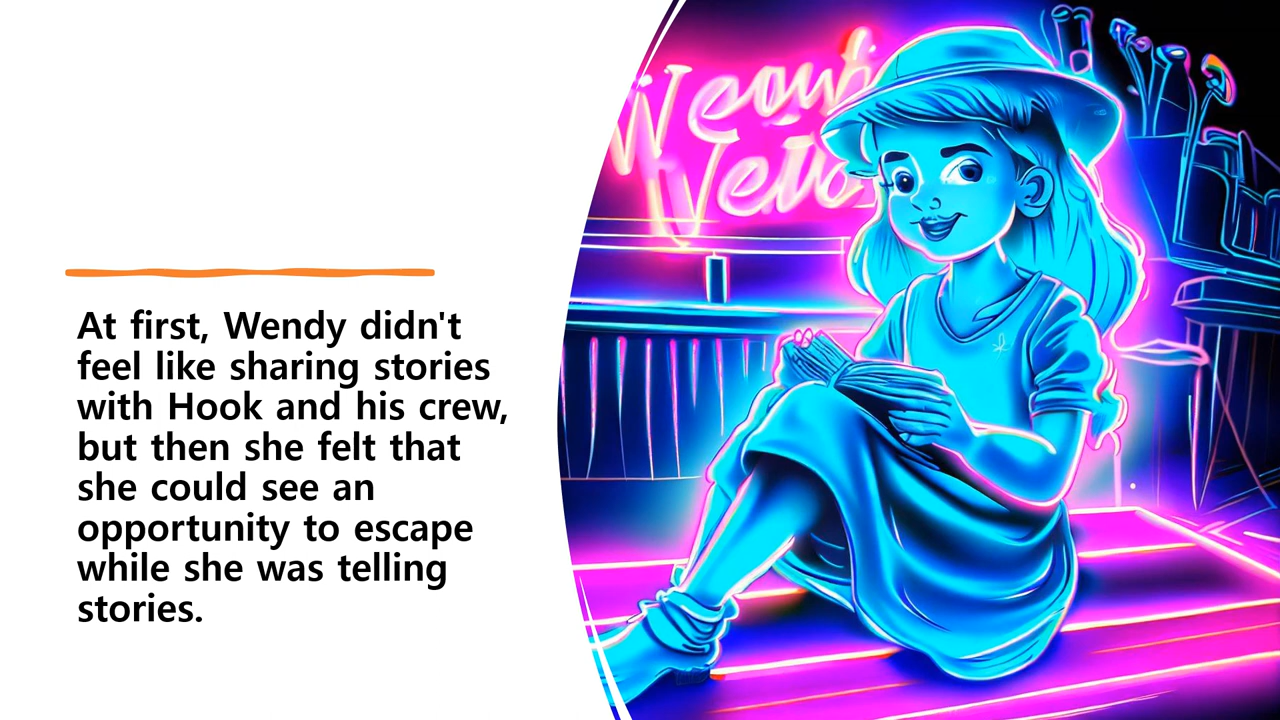 At first, Wendy didn't
feel like sharing stories
with Hook and his crew,
but then she felt that
she could see an
opportunity to escape
while she was telling
stories.